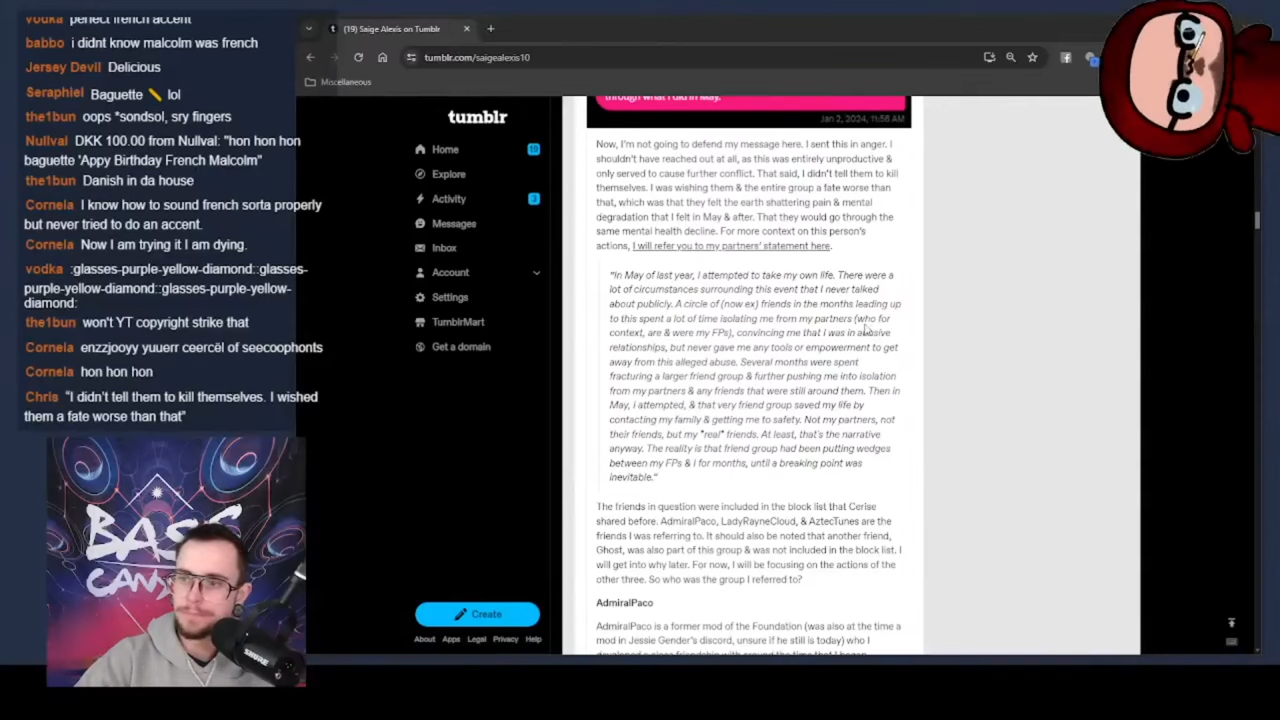 vodka perfect french accent
babbo i didnt know malcolm was french
Jersey Devil Delicious
Seraphiel Baguette 🥖 lol
the1bun oops *sondsol, sry fingers
Nullval DKK 100.00 from Nullval: "hon hon hon
baguette 'Appy Birthday French Malcolm"
the1bun Danish in da house
Cornela I know how to sound french sorta properly
but never tried to do an accent.
Cornela Now I am trying it I am dying.
vodka :glasses-purple-yellow-diamond::glasses-
purple-yellow-diamond::glasses-purple-yellow-
diamond:
the1bun won't YT copyright strike that
Cornela enzzjooyy yuuerr ceercël of seecoophonts
Cornela hon hon hon
Chris "I didn't tell them to kill themselves. I wished
them a fate worse than that"
BASS
(19) Saige Alexis on Tumblr
tumblr.com/saigealexis10
Miscellaneous
tumblr
Home 10
Explore
Activity 3
Messages
Inbox
Account
Settings
TumblrMart
Get a domain
Create
About Apps Legal Privacy Help
through what I did in May.
Jan 2, 2024, 11:56 AM
Now, I'm not going to defend my message here. I sent this in anger. I
shouldn't have reached out at all, as this was entirely unproductive &
only served to cause further conflict. That said, I didn't tell them to kill
themselves. I was wishing them & the entire group a fate worse than
that, which was that they felt the earth shattering pain & mental
degradation that I felt in May & after. That they would go through the
same mental health decline. For more context on this person's
actions, I will refer you to my partners' statement here.
"In May of last year, I attempted to take my own life. There were a
lot of circumstances surrounding this event that I never talked
about publicly. A circle of (now ex) friends in the months leading up
to this spent a lot of time isolating me from my partners (who for
context, are & were my FPs), convincing me that I was in abusive
relationships, but never gave me any tools or empowerment to get
away from this alleged abuse. Several months were spent
fracturing a larger friend group & further pushing me into isolation
from my partners & any friends that were still around them. Then in
May, I attempted, & that very friend group saved my life by
contacting my family & getting me to safety. Not my partners, not
their friends, but my *real* friends. At least, that's the narrative
anyway. The reality is that friend group had been putting wedges
between my FPs & I for months, until a breaking point was
inevitable."
The friends in question were included in the block list that Cerise
shared before. AdmiralPaco, LadyRayneCloud, & AztecTunes are the
friends I was referring to. It should also be noted that another friend,
Ghost, was also part of this group & was not included in the block list. I
will get into why later. For now, I will be focusing on the actions of the
other three. So who was the group I referred to?
AdmiralPaco
AdmiralPaco is a former mod of the Foundation (was also at the time a
mod in Jessie Gender's discord, unsure if he still is today) who I
SHURE